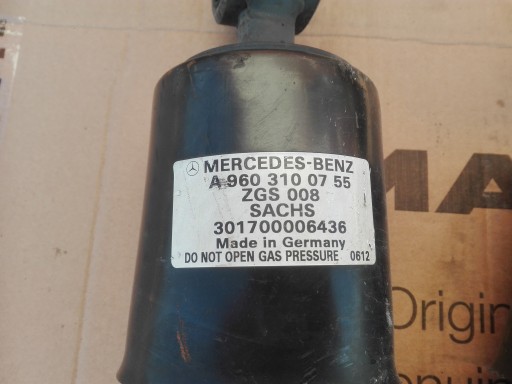 MERCEDES-BENZ
A 960 310 07 55
ZGS 008
SACHS
301700006436
Made in Germany
DO NOT OPEN GAS PRESSURE 0612
MA
Origin